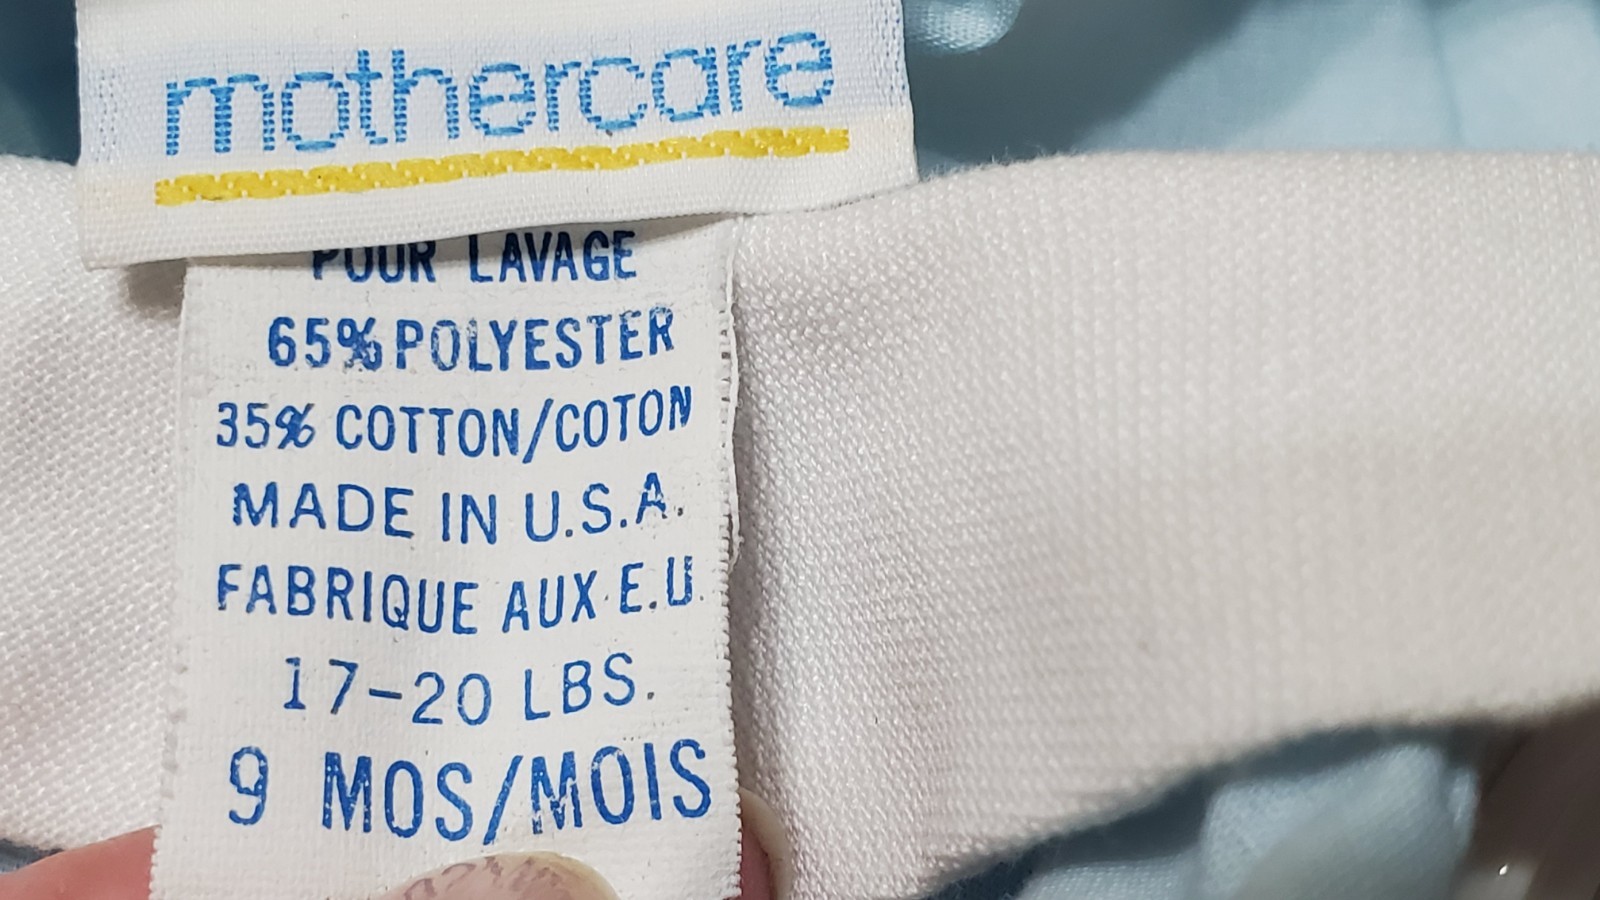 mothercare
POUR LAVAGE
65% POLYESTER
35% COTTON/COTON
MADE IN U.S.A.
FABRIQUE AUX E.U.
17-20 LBS.
9 MOS/MOIS